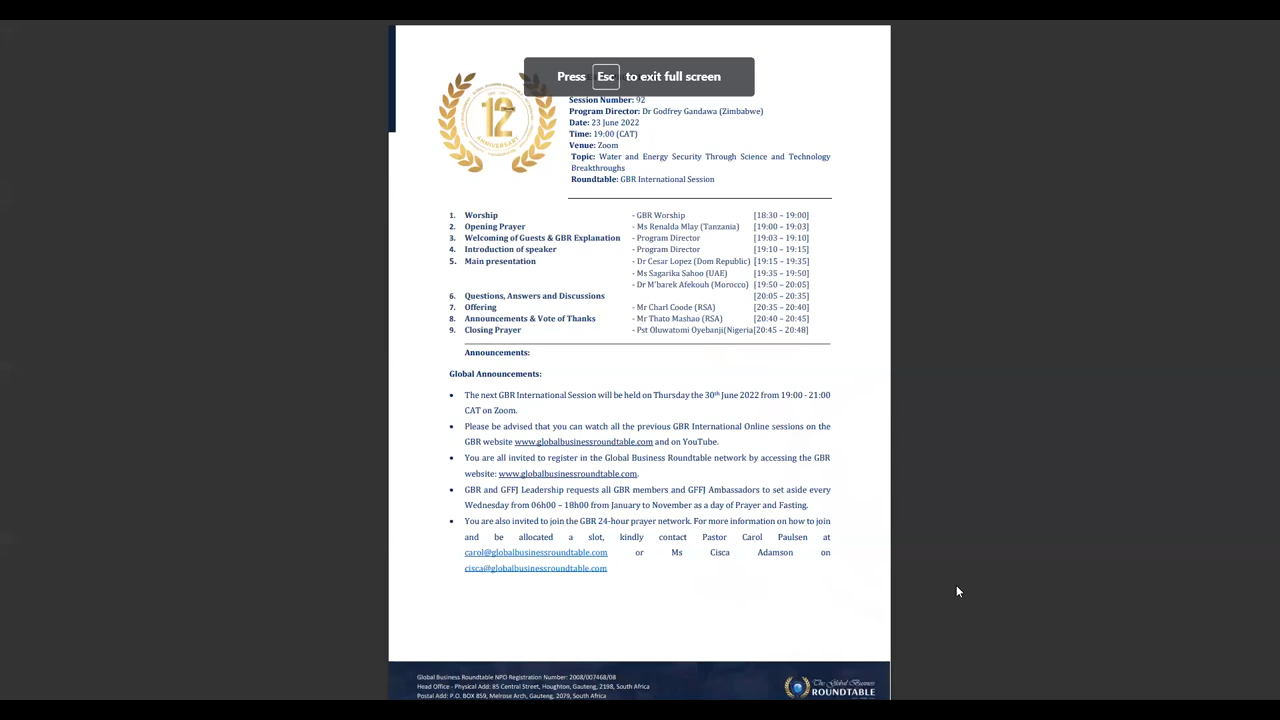 Press Esc to exit full screen
12
ANNIVERSARY
Session Number: 92
Program Director: Dr Godfrey Gandawa (Zimbabwe)
Date: 23 June 2022
Time: 19:00 (CAT)
Venue: Zoom
Topic: Water and Energy Security Through Science and Technology
Breakthroughs
Roundtable: GBR International Session
1. Worship - GBR Worship [18:30 – 19:00]
2. Opening Prayer - Ms Renalda Mlay (Tanzania) [19:00 – 19:03]
3. Welcoming of Guests & GBR Explanation - Program Director [19:03 – 19:10]
4. Introduction of speaker - Program Director [19:10 – 19:15]
5. Main presentation - Dr Cesar Lopez (Dom Republic) [19:15 – 19:35]
- Ms Sagarika Sahoo (UAE) [19:35 – 19:50]
- Dr M'barek Afekouh (Morocco) [19:50 – 20:05]
6. Questions, Answers and Discussions [20:05 – 20:35]
7. Offering - Mr Charl Coode (RSA) [20:35 – 20:40]
8. Announcements & Vote of Thanks - Mr Thato Mashao (RSA) [20:40 – 20:45]
9. Closing Prayer - Pst Oluwatomi Oyebanji(Nigeria[20:45 – 20:48]
Announcements:
Global Announcements:
• The next GBR International Session will be held on Thursday the 30th June 2022 from 19:00 - 21:00
CAT on Zoom.
• Please be advised that you can watch all the previous GBR International Online sessions on the
GBR website www.globalbusinessroundtable.com and on YouTube.
• You are all invited to register in the Global Business Roundtable network by accessing the GBR
website: www.globalbusinessroundtable.com.
• GBR and GFFJ Leadership requests all GBR members and GFFJ Ambassadors to set aside every
Wednesday from 06h00 – 18h00 from January to November as a day of Prayer and Fasting.
• You are also invited to join the GBR 24-hour prayer network. For more information on how to join
and be allocated a slot, kindly contact Pastor Carol Paulsen at
carol@globalbusinessroundtable.com or Ms Cisca Adamson on
cisca@globalbusinessroundtable.com
Global Business Roundtable NPO Registration Number: 2008/007468/08
Head Office - Physical Add: 85 Central Street, Houghton, Gauteng, 2198, South Africa
Postal Add: P.O. BOX 859, Melrose Arch, Gauteng, 2079, South Africa
The Global Business
ROUNDTABLE